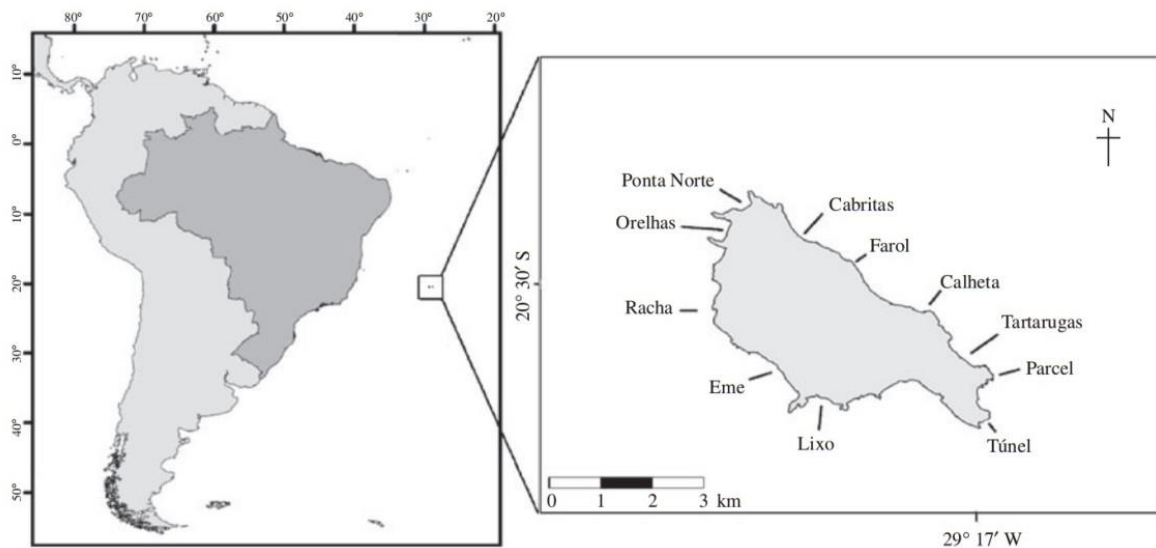 80° 70° 60° 50° 40° 30° 20°
10°
0°
10°
20°
30°
40°
50°
N
Ponta Norte
Cabritas
Orelhas
Farol
Calheta
20° 30′ S
Racha
Tartarugas
Parcel
Eme
Lixo
Túnel
0 1 2 3 km
29° 17′ W